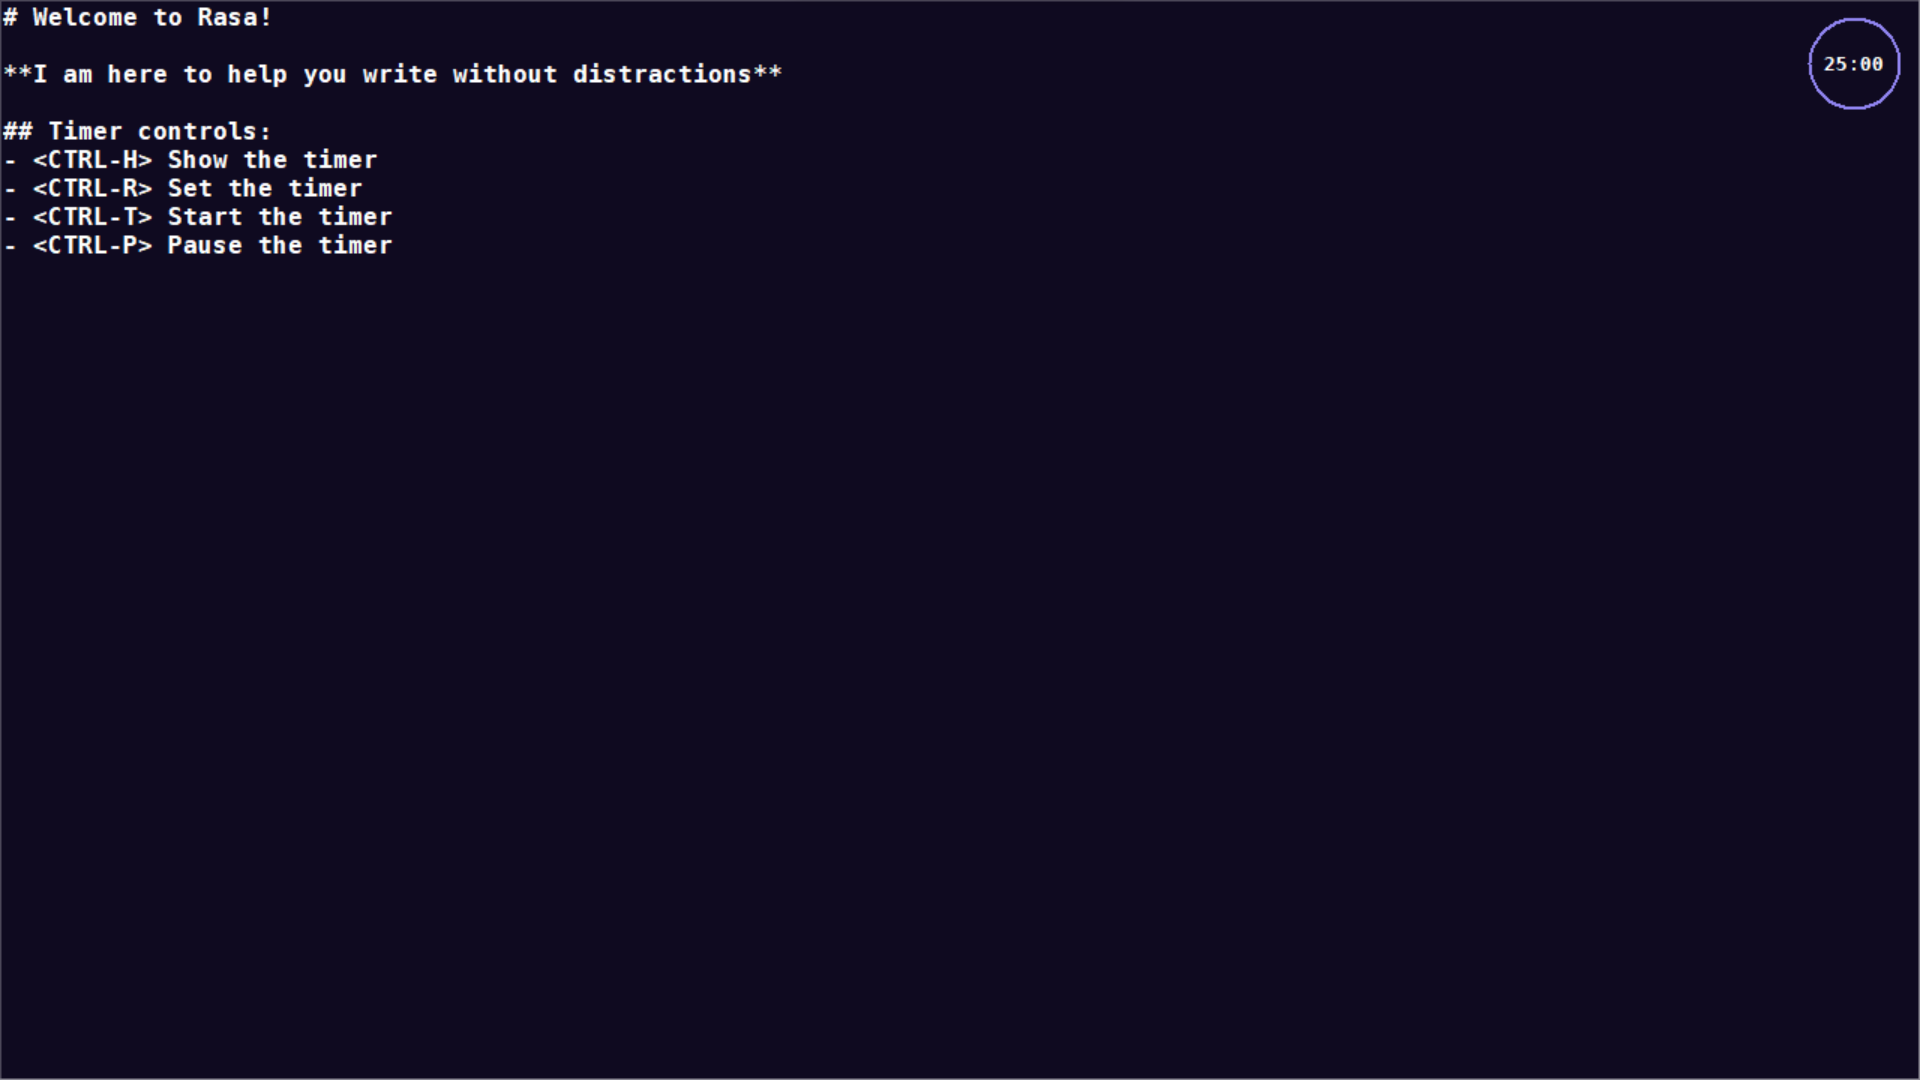 # Welcome to Rasa!
25:00
**I am here to help you write without distractions**
## Timer controls:
- <CTRL-H> Show the timer
- <CTRL-R> Set the timer
- <CTRL-T> Start the timer
- <CTRL-P> Pause the timer